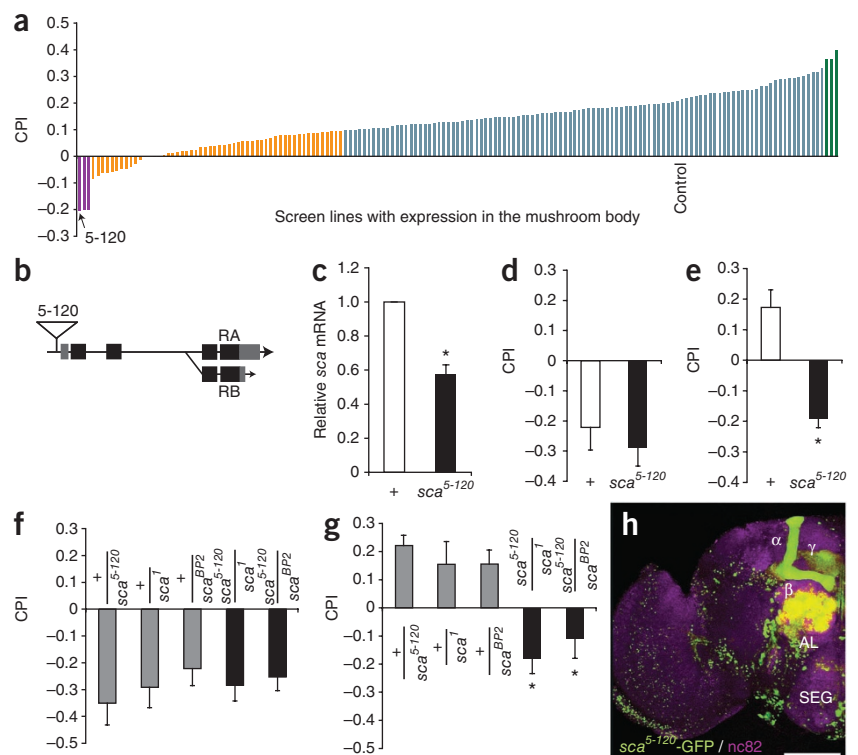 a
0.5
0.4
0.3
0.2
0.1
0
−0.1
−0.2
−0.3
CPI
5-120
Screen lines with expression in the mushroom body
Control
b
5-120
RA
RB
c
1.2
1.0
0.8
0.6
0.4
0.2
0
Relative sca mRNA
*
+
sca5-120
d
0.3
0.2
0.1
0
−0.1
−0.2
−0.3
−0.4
CPI
+
sca5-120
e
0.3
0.2
0.1
0
−0.1
−0.2
−0.3
−0.4
CPI
*
+
sca5-120
f
0.3
0.2
0.1
0
−0.1
−0.2
−0.3
−0.4
−0.5
CPI
+
sca5-120
+
sca1
+
scaBP2
sca5-120
sca1
sca5-120
scaBP2
g
0.5
0.4
0.3
0.2
0.1
0
−0.1
−0.2
−0.3
−0.4
−0.5
CPI
+
sca5-120
+
sca1
+
scaBP2
sca5-120
sca1
sca5-120
scaBP2
*
*
h
α
γ
β
AL
SEG
sca5-120-GFP / nc82